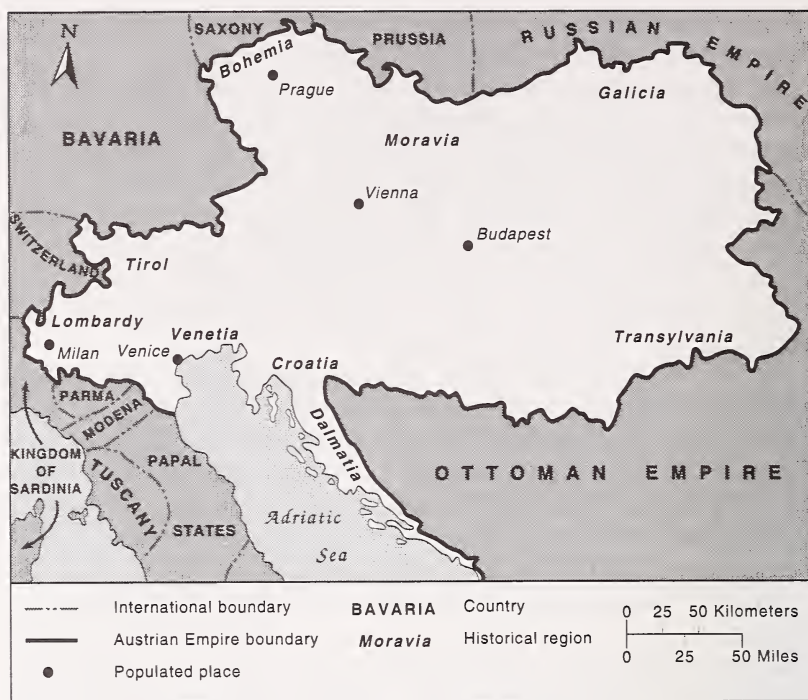 N
SAXONY
PRUSSIA
RUSSIAN EMPIRE
Bohemia
Prague
Galicia
BAVARIA
Moravia
Vienna
Budapest
SWITZERLAND
Tirol
Lombardy
Milan
Venice
Venetia
Croatia
Transylvania
PARMA
MODENA
Dalmatia
KINGDOM
OF
SARDINIA
TUSCANY
PAPAL
STATES
OTTOMAN EMPIRE
Adriatic
Sea
International boundary
Austrian Empire boundary
Populated place
BAVARIA Country
Moravia Historical region
0 25 50 Kilometers
0 25 50 Miles